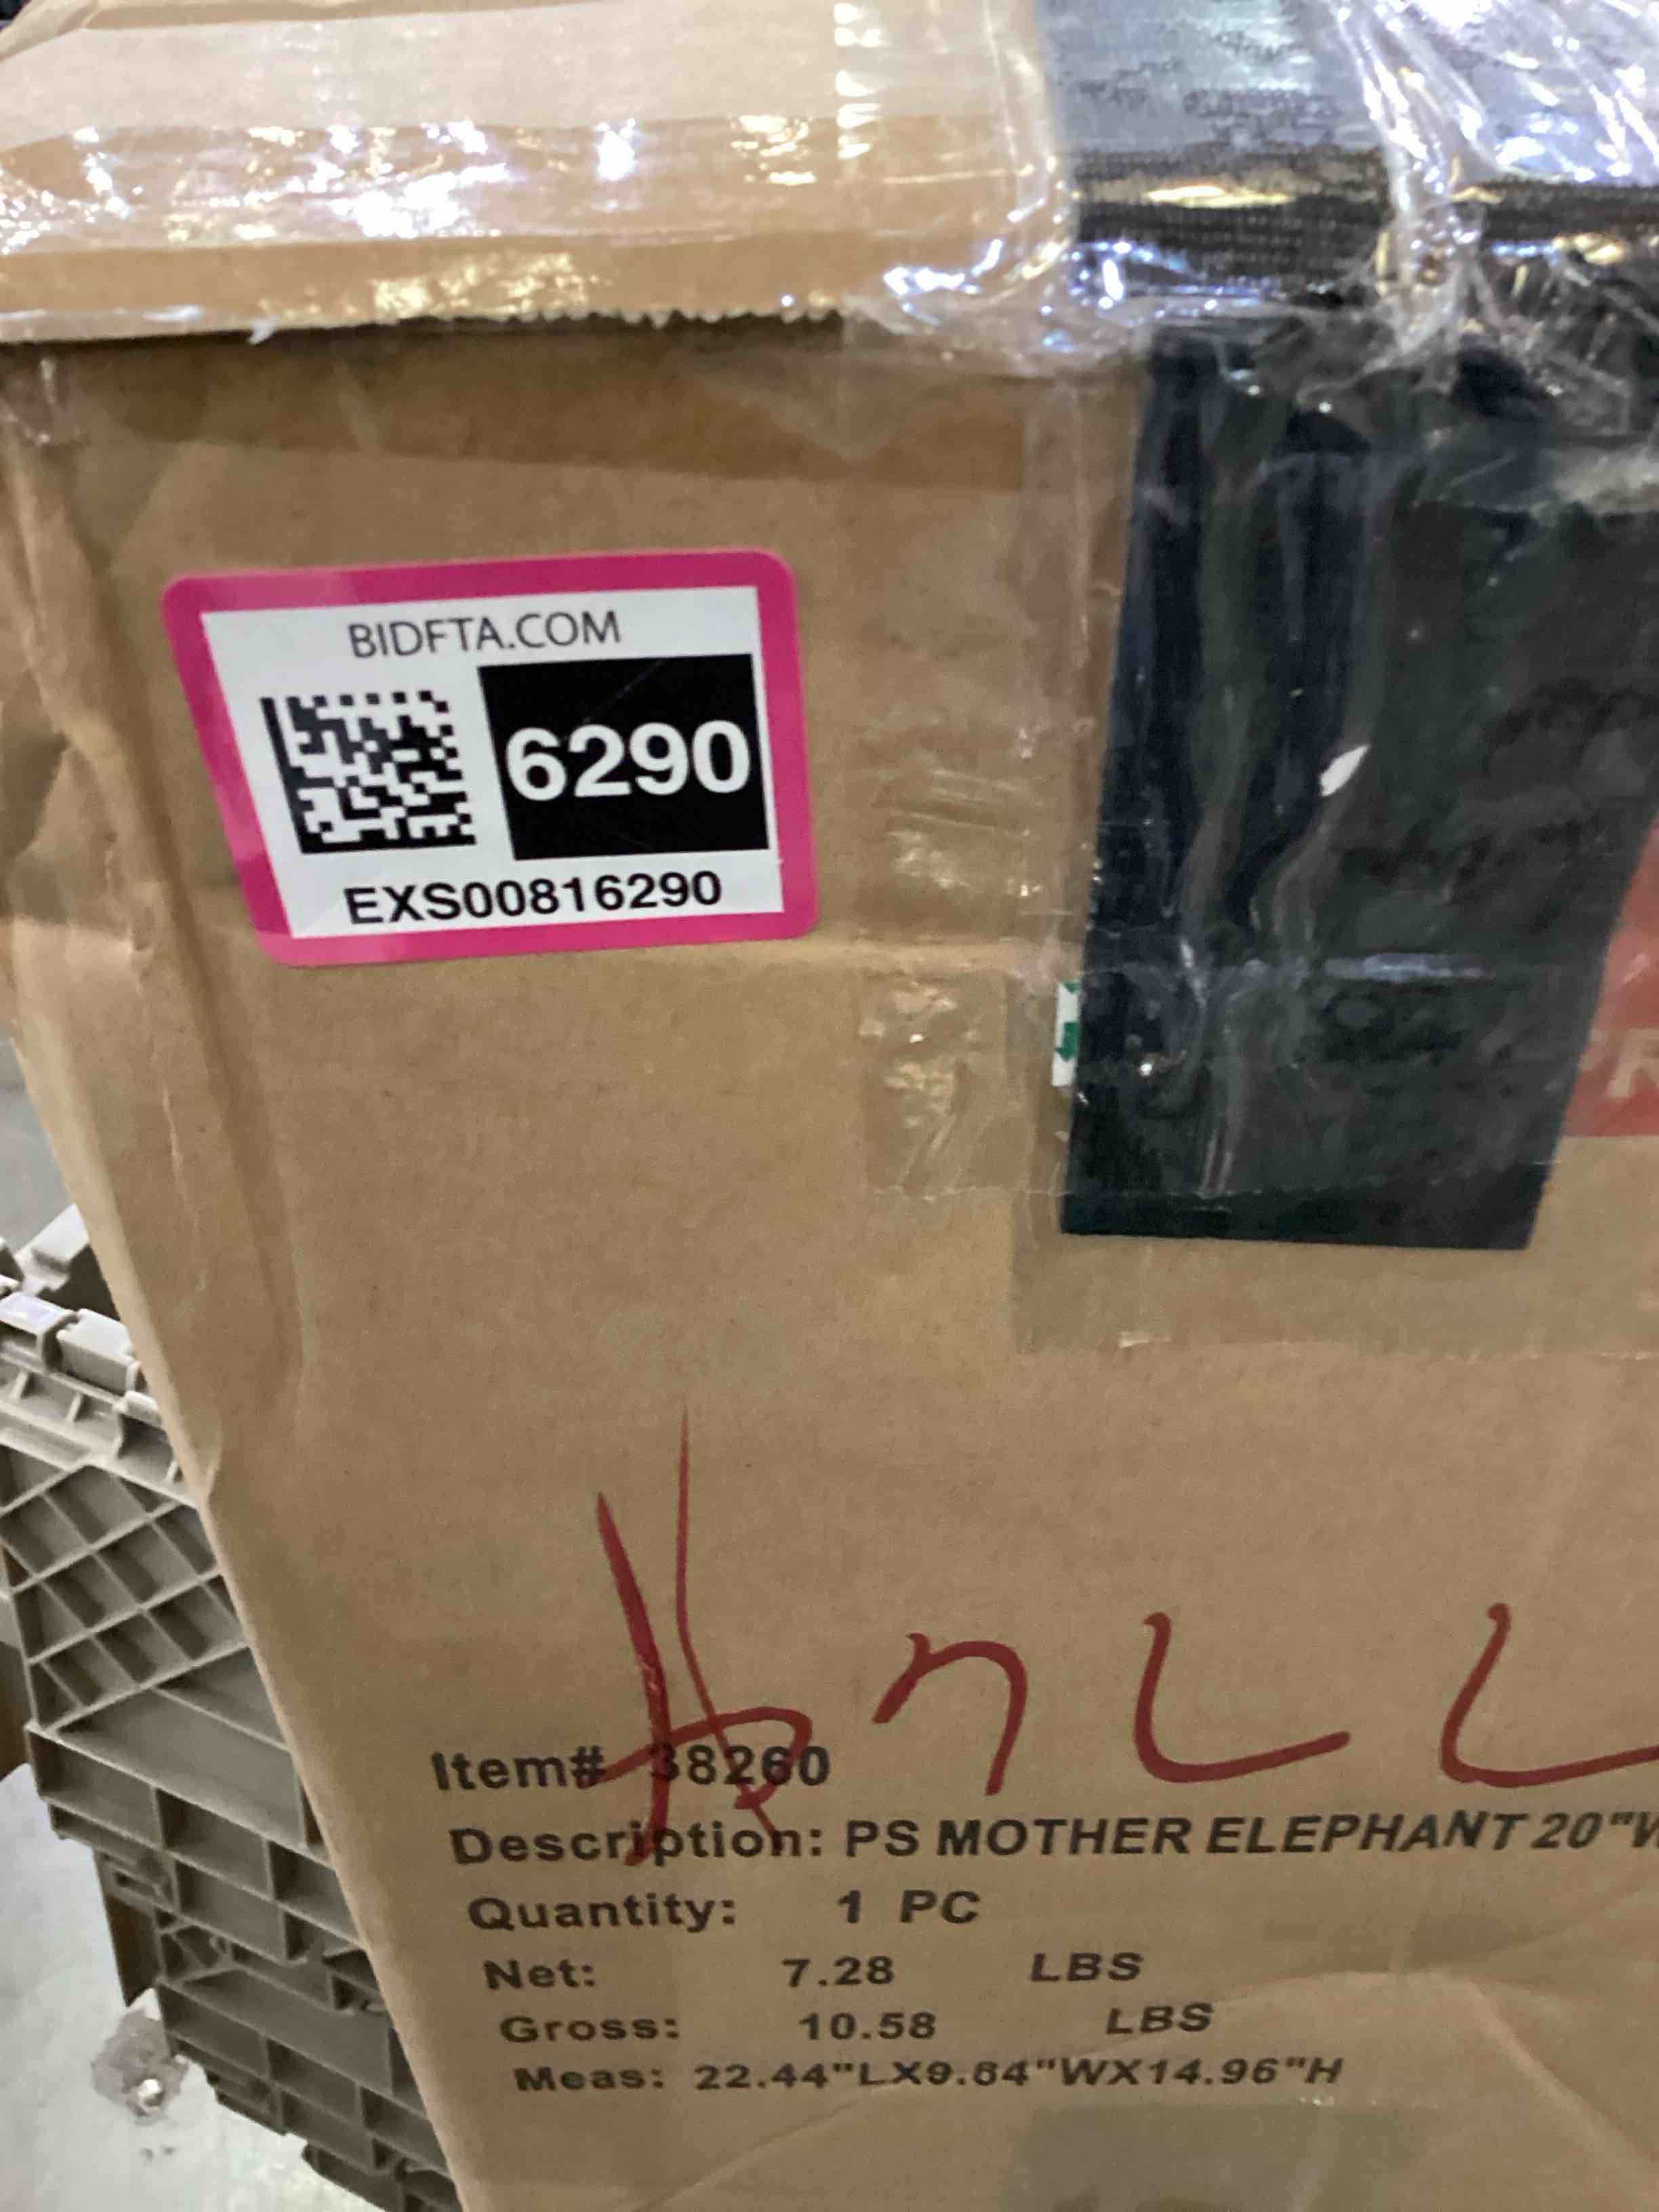 BIDFTA.COM
6290
EXS00816290
Item# 38260
Description: PS MOTHER ELEPHANT 20"W
Quantity: 1 PC
Net: 7.28 LBS
Gross: 10.58 LBS
Meas: 22.44"LX9.64"WX14.96"H